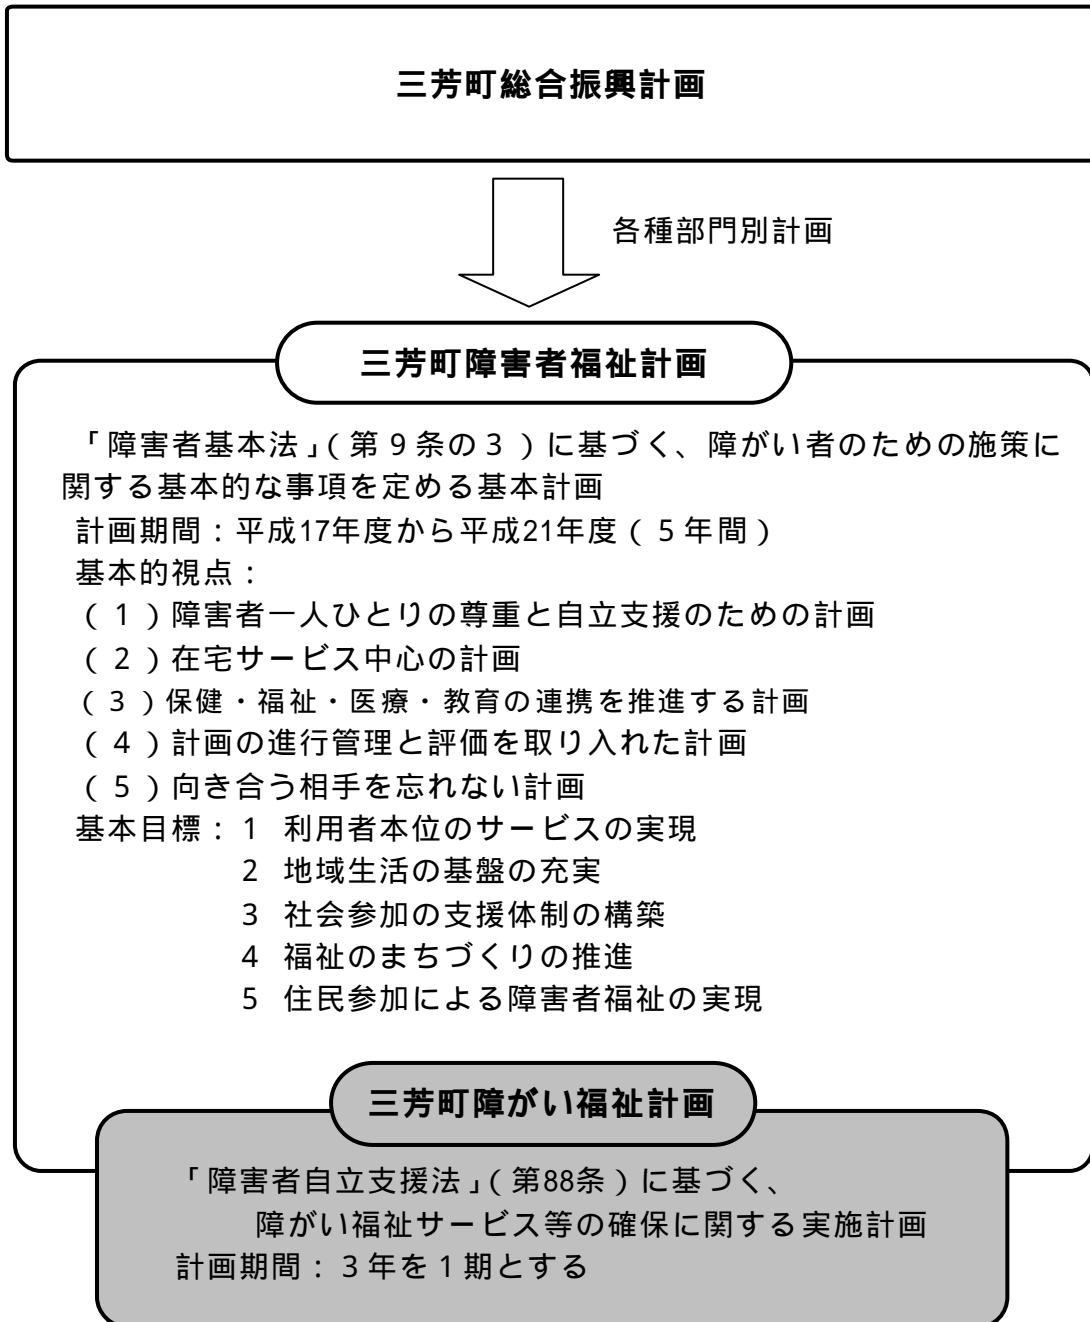 三芳町総合振興計画
各種部門別計画
三芳町障害者福祉計画
「障害者基本法」(第9条の3)に基づく、障がい者のための施策に
関する基本的な事項を定める基本計画
計画期間：平成17年度から平成21年度(5年間)
基本的視点：
(1)障害者一人ひとりの尊重と自立支援のための計画
(2)在宅サービス中心の計画
(3)保健・福祉・医療・教育の連携を推進する計画
(4)計画の進行管理と評価を取り入れた計画
(5)向き合う相手を忘れない計画
基本目標：1 利用者本位のサービスの実現
2 地域生活の基盤の充実
3 社会参加の支援体制の構築
4 福祉のまちづくりの推進
5 住民参加による障害者福祉の実現
三芳町障がい福祉計画
「障害者自立支援法」(第88条)に基づく、
障がい福祉サービス等の確保に関する実施計画
計画期間：3年を1期とする